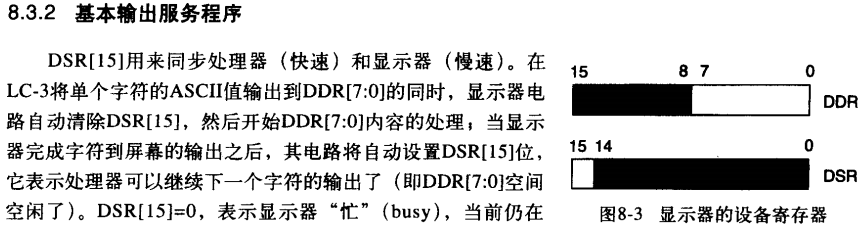 8.3.2 基本输出服务程序
DSR[15]用来同步处理器（快速）和显示器（慢速）。在
LC-3将单个字符的ASCII值输出到DDR[7:0]的同时，显示器电
路自动清除DSR[15]，然后开始DDR[7:0]内容的处理；当显示
器完成字符到屏幕的输出之后，其电路将自动设置DSR[15]位，
它表示处理器可以继续下一个字符的输出了（即DDR[7:0]空间
空闲了）。DSR[15]=0，表示显示器“忙”（busy），当前仍在
15 8 7 0
DDR
15 14 0
DSR
图8-3 显示器的设备寄存器